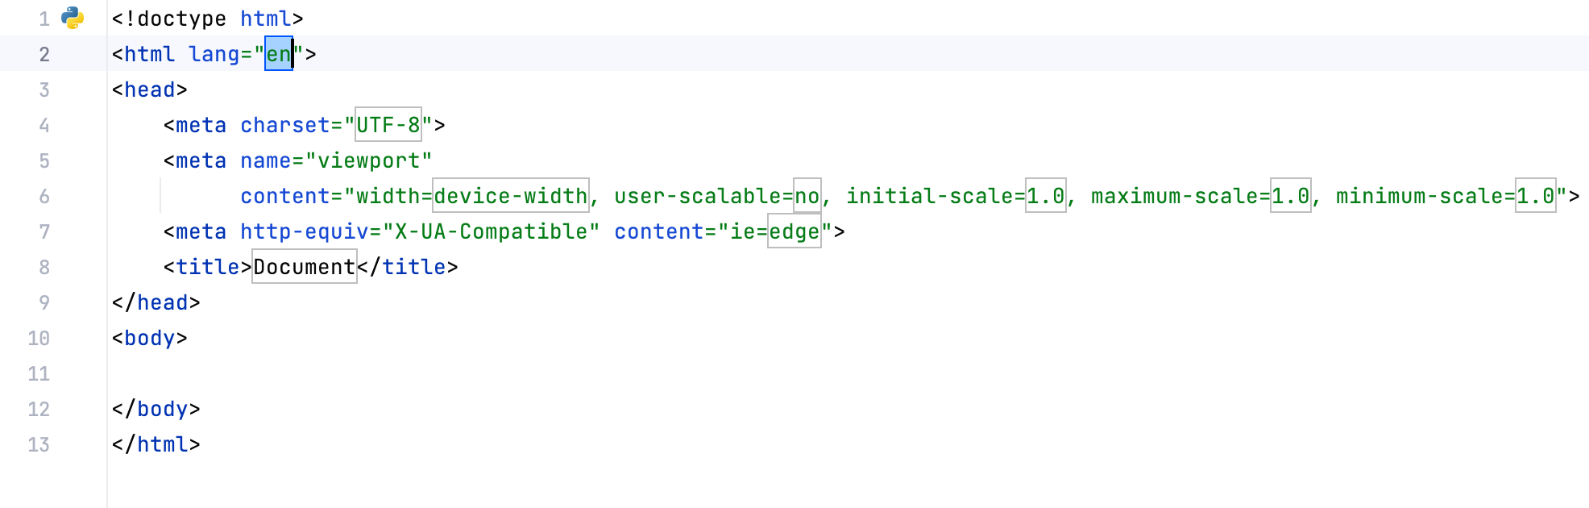 1 <!doctype html>
2 <html lang="en">
3 <head>
4     <meta charset="UTF-8">
5     <meta name="viewport"
6           content="width=device-width, user-scalable=no, initial-scale=1.0, maximum-scale=1.0, minimum-scale=1.0">
7     <meta http-equiv="X-UA-Compatible" content="ie=edge">
8     <title>Document</title>
9 </head>
10 <body>
11
12 </body>
13 </html>